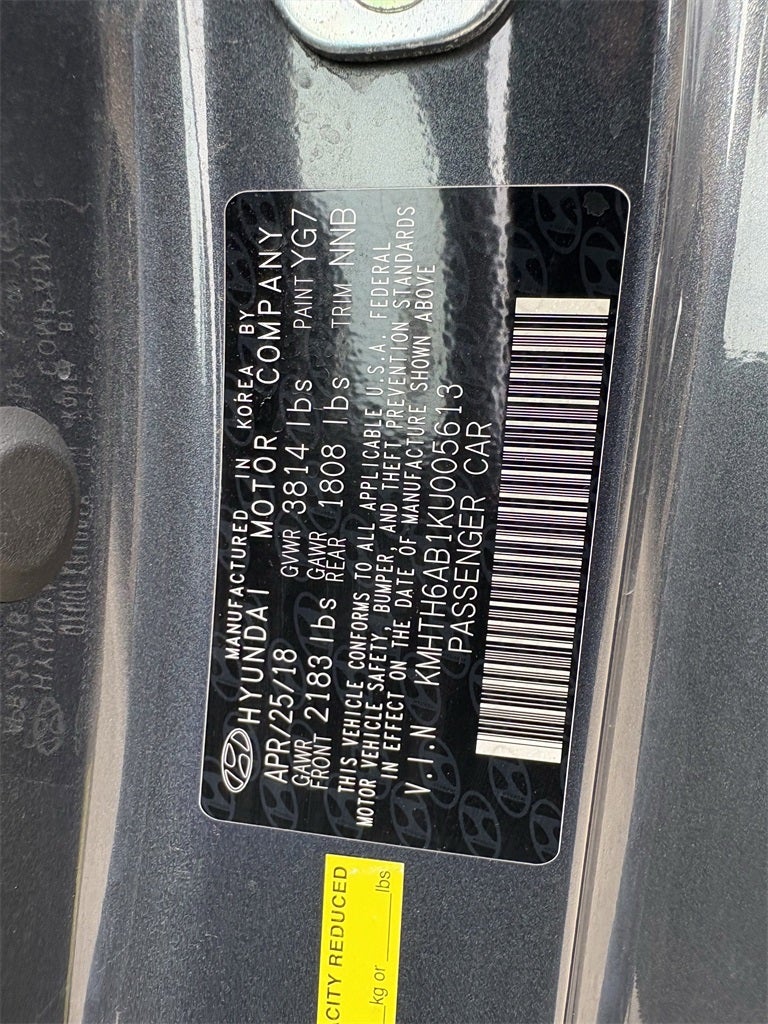 MANUFACTURED IN KOREA BY
HYUNDAI MOTOR COMPANY
APR/25/18 GVWR 3814 lbs PAINT YG7
GAWR FRONT 2183 lbs GAWR REAR 1808 lbs TRIM NNB
THIS VEHICLE CONFORMS TO ALL APPLICABLE U.S.A. FEDERAL
MOTOR VEHICLE SAFETY, BUMPER, AND THEFT PREVENTION STANDARDS
IN EFFECT ON THE DATE OF MANUFACTURE SHOWN ABOVE
V.I.N KMHTH6AB1KU005613
PASSENGER CAR
CITY REDUCED
kg or lbs